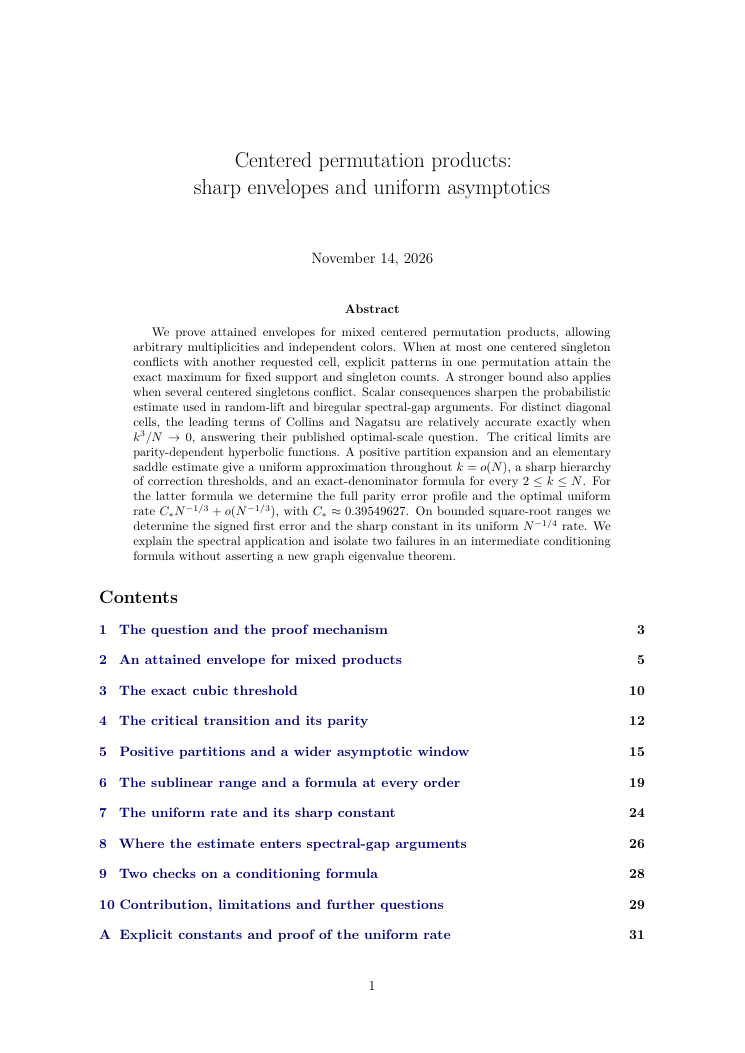 Centered permutation products:
sharp envelopes and uniform asymptotics
November 14, 2026
Abstract
We prove attained envelopes for mixed centered permutation products, allowing
arbitrary multiplicities and independent colors. When at most one centered singleton
conflicts with another requested cell, explicit patterns in one permutation attain the
exact maximum for fixed support and singleton counts. A stronger bound also applies
when several centered singletons conflict. Scalar consequences sharpen the probabilistic
estimate used in random-lift and biregular spectral-gap arguments. For distinct diagonal
cells, the leading terms of Collins and Nagatsu are relatively accurate exactly when
$k^3/N \to 0$, answering their published optimal-scale question. The critical limits are
parity-dependent hyperbolic functions. A positive partition expansion and an elementary
saddle estimate give a uniform approximation throughout $k = o(N)$, a sharp hierarchy
of correction thresholds, and an exact-denominator formula for every $2 \leq k \leq N$. For
the latter formula we determine the full parity error profile and the optimal uniform
rate $C_* N^{-1/3} + o(N^{-1/3})$, with $C_* \approx 0.39549627$. On bounded square-root ranges we
determine the signed first error and the sharp constant in its uniform $N^{-1/4}$ rate. We
explain the spectral application and isolate two failures in an intermediate conditioning
formula without asserting a new graph eigenvalue theorem.
Contents
1 The question and the proof mechanism 3
2 An attained envelope for mixed products 5
3 The exact cubic threshold 10
4 The critical transition and its parity 12
5 Positive partitions and a wider asymptotic window 15
6 The sublinear range and a formula at every order 19
7 The uniform rate and its sharp constant 24
8 Where the estimate enters spectral-gap arguments 26
9 Two checks on a conditioning formula 28
10 Contribution, limitations and further questions 29
A Explicit constants and proof of the uniform rate 31
1